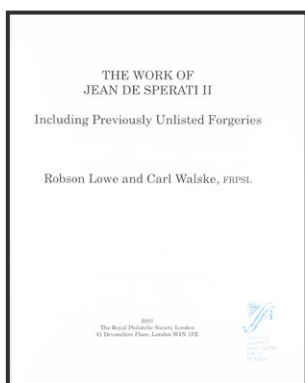 THE WORK OF
JEAN DE SPERATI II
Including Previously Unlisted Forgeries
Robson Lowe and Carl Walske, FRPSL
2001
The Royal Philatelic Society London
41 Devonshire Place, London W1N 1PE